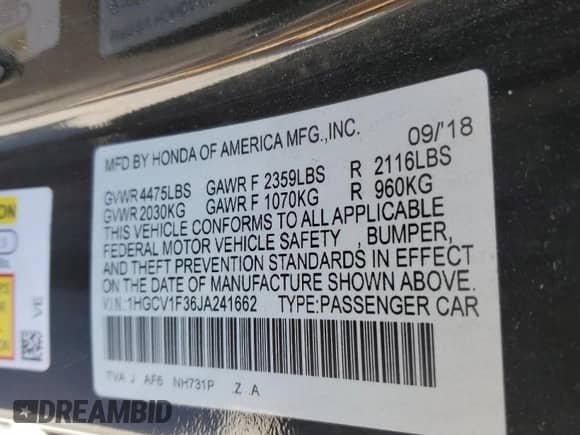 MFD BY HONDA OF AMERICA MFG.,INC. 09/'18
GVWR 4475LBS GAWR F 2359LBS R 2116LBS
GVWR 2030KG GAWR F 1070KG R 960KG
THIS VEHICLE CONFORMS TO ALL APPLICABLE
FEDERAL MOTOR VEHICLE SAFETY , BUMPER,
AND THEFT PREVENTION STANDARDS IN EFFECT
ON THE DATE OF MANUFACTURE SHOWN ABOVE.
V.I.N.:1HGCV1F36JA241662 TYPE:PASSENGER CAR
TVA J AF6 NH731P .Z .A
VE
DREAMBID